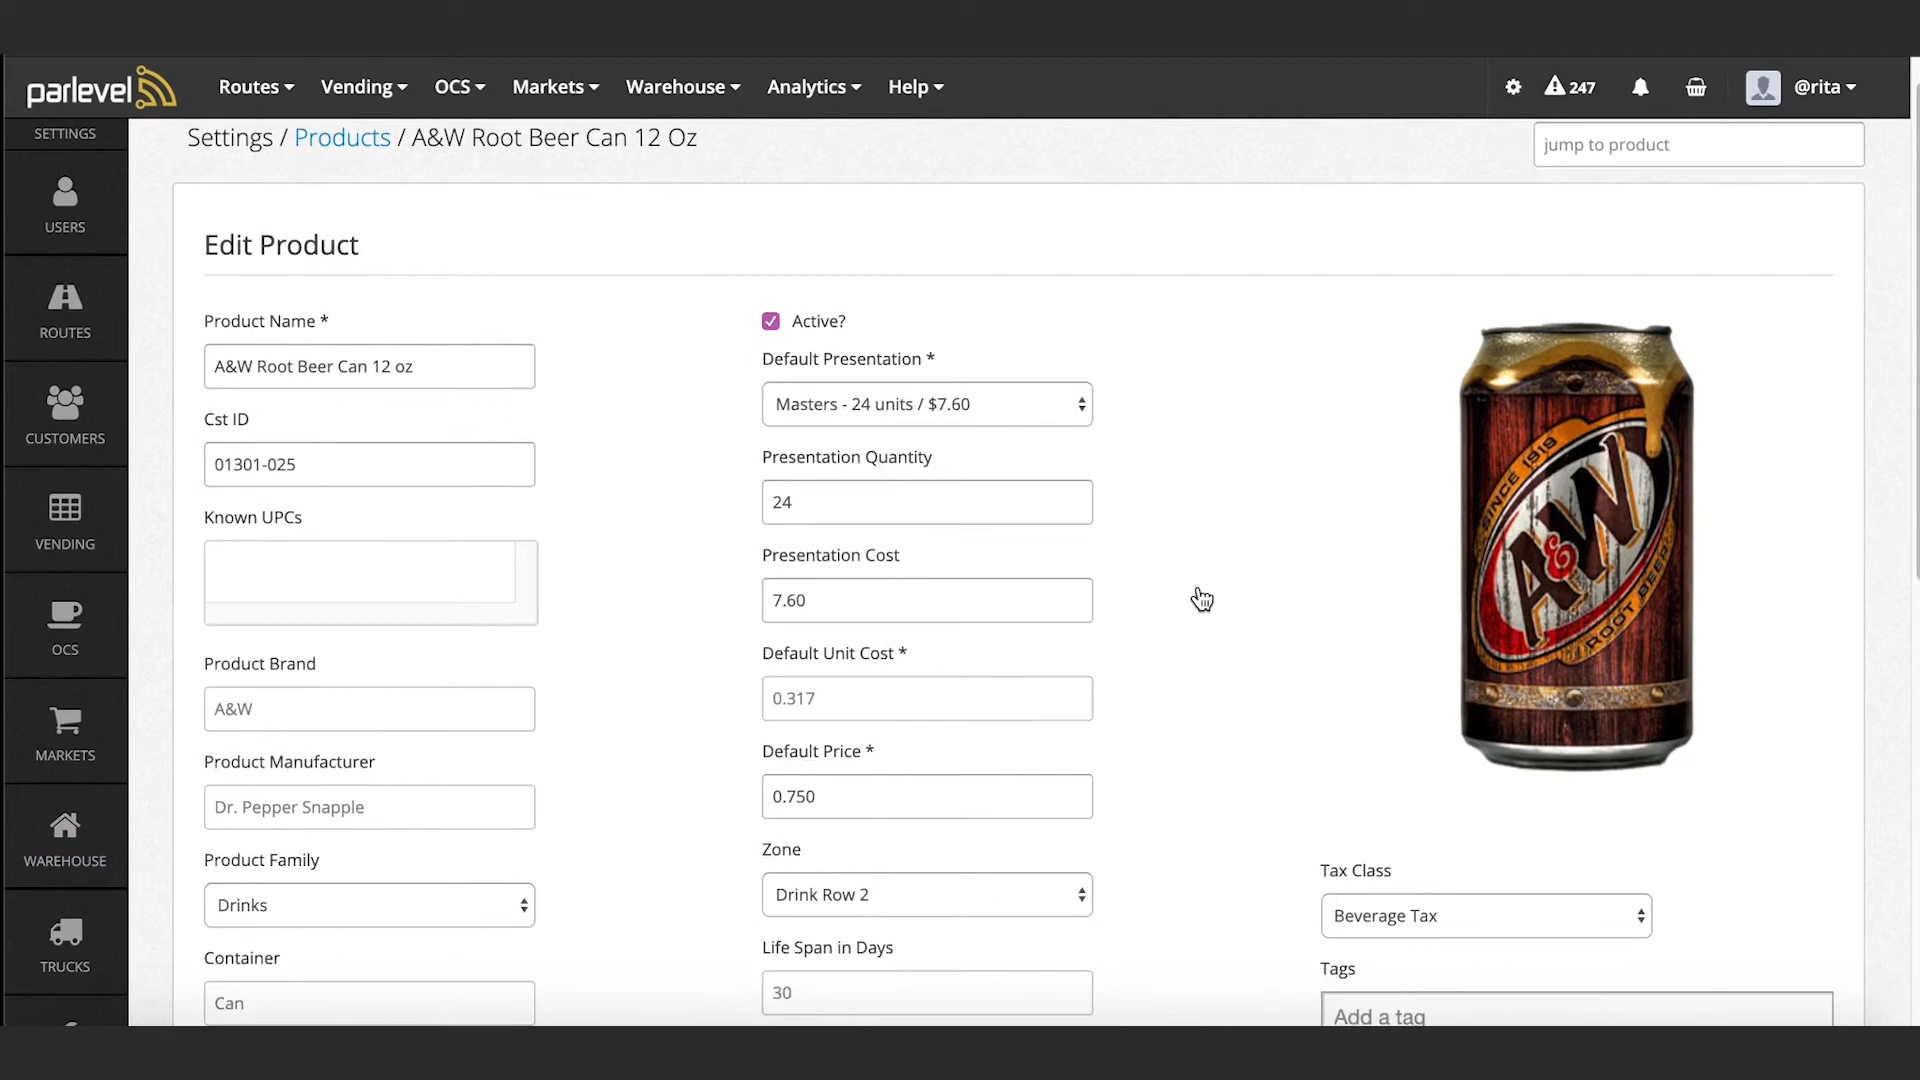 parlevel
Routes Vending OCS Markets Warehouse Analytics Help
247
@rita
SETTINGS
USERS
ROUTES
CUSTOMERS
VENDING
OCS
MARKETS
WAREHOUSE
TRUCKS
Settings / Products / A&W Root Beer Can 12 Oz
jump to product
Edit Product
Product Name *
A&W Root Beer Can 12 oz
Cst ID
01301-025
Known UPCs
Product Brand
A&W
Product Manufacturer
Dr. Pepper Snapple
Product Family
Drinks
Container
Can
Active?
Default Presentation *
Masters - 24 units / $7.60
Presentation Quantity
24
Presentation Cost
7.60
Default Unit Cost *
0.317
Default Price *
0.750
Zone
Drink Row 2
Life Span in Days
30
SINCE 1919
A&W
ROOT BEER
Tax Class
Beverage Tax
Tags
Add a tag